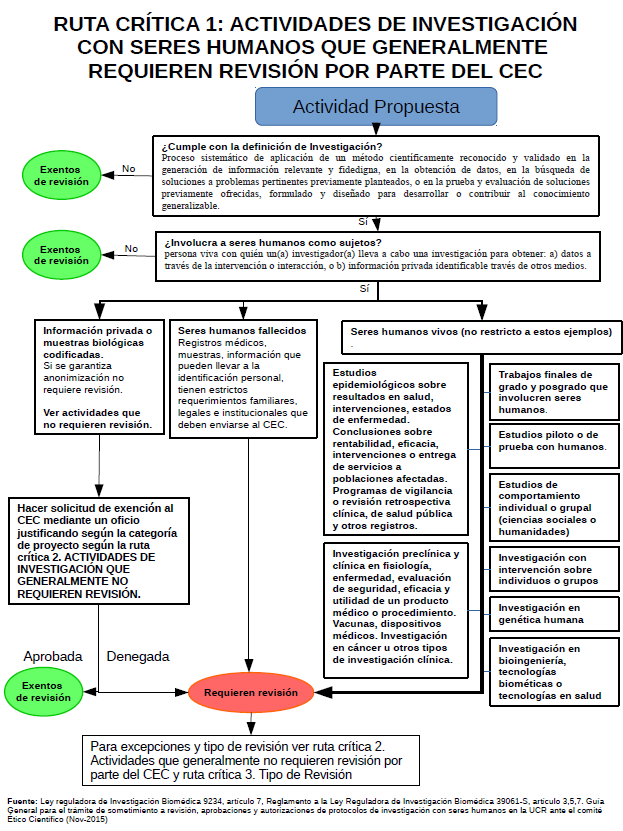 RUTA CRÍTICA 1: ACTIVIDADES DE INVESTIGACIÓN
CON SERES HUMANOS QUE GENERALMENTE
REQUIEREN REVISIÓN POR PARTE DEL CEC
Actividad Propuesta
¿Cumple con la definición de Investigación?
Proceso sistemático de aplicación de un método científicamente reconocido y validado en la
generación de información relevante y fidedigna, en la obtención de datos, en la búsqueda de
soluciones a problemas pertinentes previamente planteados, o en la prueba y evaluación de soluciones
previamente ofrecidas, formulado y diseñado para desarrollar o contribuir al conocimiento
generalizable.
No
Exentos
de revisión
Sí
¿Involucra a seres humanos como sujetos?
persona viva con quién un(a) investigador(a) lleva a cabo una investigación para obtener: a) datos a
través de la intervención o interacción, o b) información privada identificable través de otros medios.
No
Exentos
de revisión
Sí
Información privada o
muestras biológicas
codificadas.
Si se garantiza
anonimización no
requiere revisión.
Ver actividades que
no requieren revisión.
Seres humanos fallecidos
Registros médicos,
muestras, información que
pueden llevar a la
identificación personal,
tienen estrictos
requerimientos familiares,
legales e institucionales que
deben enviarse al CEC.
Seres humanos vivos (no restricto a estos ejemplos)
.
Estudios
epidemiológicos sobre
resultados en salud,
intervenciones, estados
de enfermedad.
Conclusiones sobre
rentabilidad, eficacia,
intervenciones o entrega
de servicios a
poblaciones afectadas.
Programas de vigilancia
o revisión retrospectiva
clínica, de salud pública
y otros registros.
Investigación preclínica y
clínica en fisiología,
enfermedad, evaluación
de seguridad, eficacia y
utilidad de un producto
médico o procedimiento.
Vacunas, dispositivos
médicos. Investigación
en cáncer u otros tipos
de investigación clínica.
Trabajos finales de
grado y posgrado que
involucren seres
humanos.
Estudios piloto o de
prueba con humanos.
Estudios de
comportamiento
individual o grupal
(ciencias sociales o
humanidades)
Investigación con
intervención sobre
individuos o grupos
Investigación en
genética humana
Investigación en
bioingeniería,
tecnologías
biométicas o
tecnologías en salud
Hacer solicitud de exención al
CEC mediante un oficio
justificando según la categoría
de proyecto según la ruta
crítica 2. ACTIVIDADES DE
INVESTIGACIÓN QUE
GENERALMENTE NO
REQUIEREN REVISIÓN.
Aprobada
Denegada
Exentos
de revisión
Requieren revisión
Para excepciones y tipo de revisión ver ruta crítica 2.
Actividades que generalmente no requieren revisión por
parte del CEC y ruta crítica 3. Tipo de Revisión
Fuente: Ley reguladora de Investigación Biomédica 9234, artículo 7, Reglamento a la Ley Reguladora de Investigación Biomédica 39061-S, artículo 3,5,7. Guía
General para el trámite de sometimiento a revisión, aprobaciones y autorizaciones de protocolos de investigación con seres humanos en la UCR ante el comité
Ético Científico (Nov-2015)